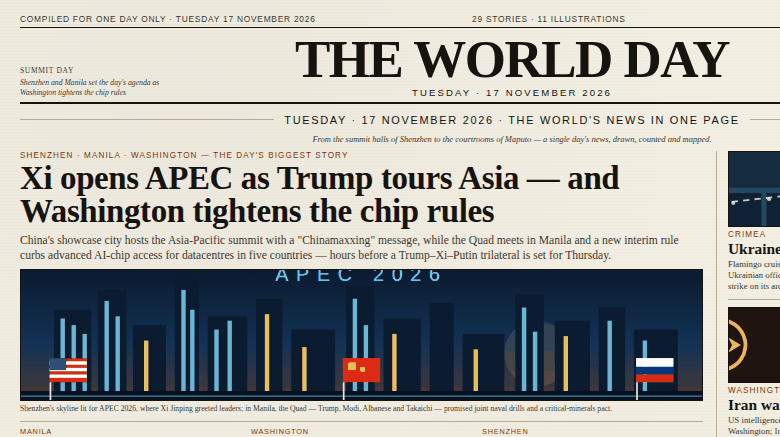 COMPILED FOR ONE DAY ONLY · TUESDAY 17 NOVEMBER 2026
29 STORIES · 11 ILLUSTRATIONS
SUMMIT DAY
Shenzhen and Manila set the day's agenda as
Washington tightens the chip rules
THE WORLD DAY
TUESDAY · 17 NOVEMBER 2026
TUESDAY · 17 NOVEMBER 2026 · THE WORLD'S NEWS IN ONE PAGE
From the summit halls of Shenzhen to the courtrooms of Maputo — a single day's news, drawn, counted and mapped.
SHENZHEN · MANILA · WASHINGTON — THE DAY'S BIGGEST STORY
Xi opens APEC as Trump tours Asia — and
Washington tightens the chip rules
China's showcase city hosts the Asia-Pacific summit with a "Chinamaxxing" message, while the Quad meets in Manila and a new interim rule
curbs advanced AI-chip access for datacentres in five countries — hours before a Trump–Xi–Putin trilateral is set for Thursday.
APEC 2026
Shenzhen's skyline lit for APEC 2026, where Xi Jinping greeted leaders; in Manila, the Quad — Trump, Modi, Albanese and Takaichi — promised joint naval drills and a critical-minerals pact.
MANILA
WASHINGTON
SHENZHEN
CRIMEA
Ukraine
Flamingo cruis
Ukrainian offic
strike on its ar
WASHINGT
Iran wa
US intelligenc
Washington; I